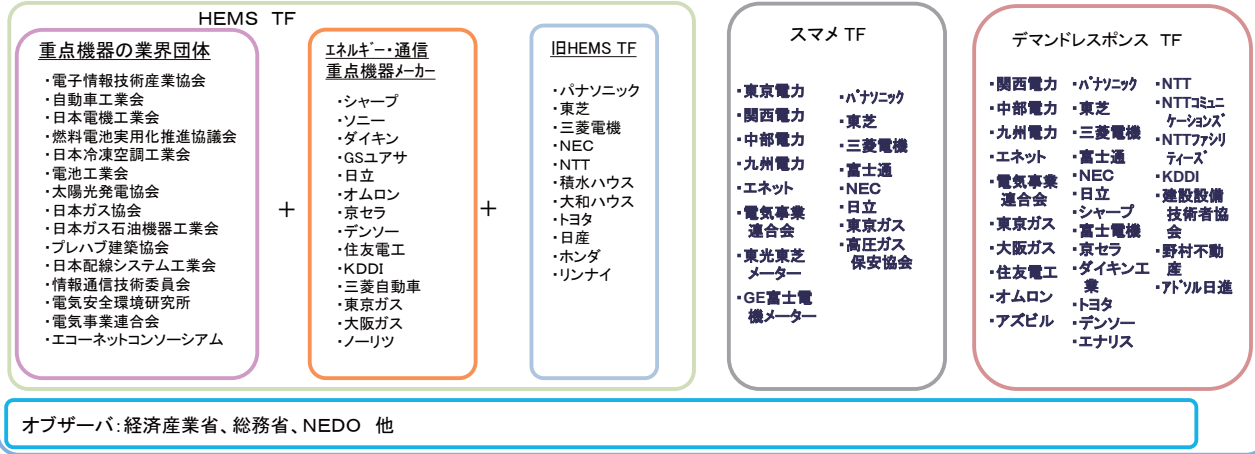 HEMS TF
重点機器の業界団体
・電子情報技術産業協会
・自動車工業会
・日本電機工業会
・燃料電池実用化推進協議会
・日本冷凍空調工業会
・電池工業会
・太陽光発電協会
・日本ガス協会
・日本ガス石油機器工業会
・プレハブ建築協会
・日本配線システム工業会
・情報通信技術委員会
・電気安全環境研究所
・電気事業連合会
・エコーネットコンソーシアム
+
エネルギー・通信
重点機器メーカー
・シャープ
・ソニー
・ダイキン
・GSユアサ
・日立
・オムロン
・京セラ
・デンソー
・住友電工
・KDDI
・三菱自動車
・東京ガス
・大阪ガス
・ノーリツ
+
旧HEMS TF
・パナソニック
・東芝
・三菱電機
・NEC
・NTT
・積水ハウス
・大和ハウス
・トヨタ
・日産
・ホンダ
・リンナイ
スマメ TF
・東京電力
・関西電力
・中部電力
・九州電力
・エネット
・電気事業
連合会
・東光東芝
メーター
・GE富士電
機メーター
・パナソニック
・東芝
・三菱電機
・富士通
・NEC
・日立
・東京ガス
・高圧ガス
保安協会
デマンドレスポンス TF
・関西電力
・中部電力
・九州電力
・エネット
・電気事業
連合会
・東京ガス
・大阪ガス
・住友電工
・オムロン
・アズビル
・パナソニック
・東芝
・三菱電機
・富士通
・NEC
・日立
・シャープ
・富士電機
・京セラ
・ダイキン工
業
・トヨタ
・デンソー
・エナリス
・NTT
・NTTコミュニ
ケーションズ
・NTTファシリ
ティーズ
・KDDI
・建設設備
技術者協
会
・野村不動
産
・アドソル日進
オブザーバ:経済産業省、総務省、NEDO 他